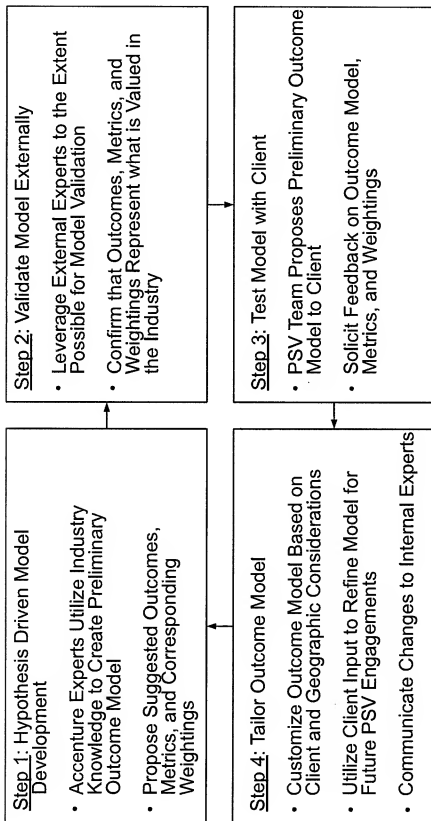 Step 1: Hypothesis Driven Model
Development
• Accenture Experts Utilize Industry
Knowledge to Create Preliminary
Outcome Model
• Propose Suggested Outcomes,
Metrics, and Corresponding
Weightings
Step 2: Validate Model Externally
• Leverage External Experts to the Extent
Possible for Model Validation
• Confirm that Outcomes, Metrics, and
Weightings Represent what is Valued in
the Industry
Step 3: Test Model with Client
• PSV Team Proposes Preliminary Outcome
Model to Client
• Solicit Feedback on Outcome Model,
Metrics, and Weightings
Step 4: Tailor Outcome Model
• Customize Outcome Model Based on
Client and Geographic Considerations
• Utilize Client Input to Refine Model for
Future PSV Engagements
• Communicate Changes to Internal Experts